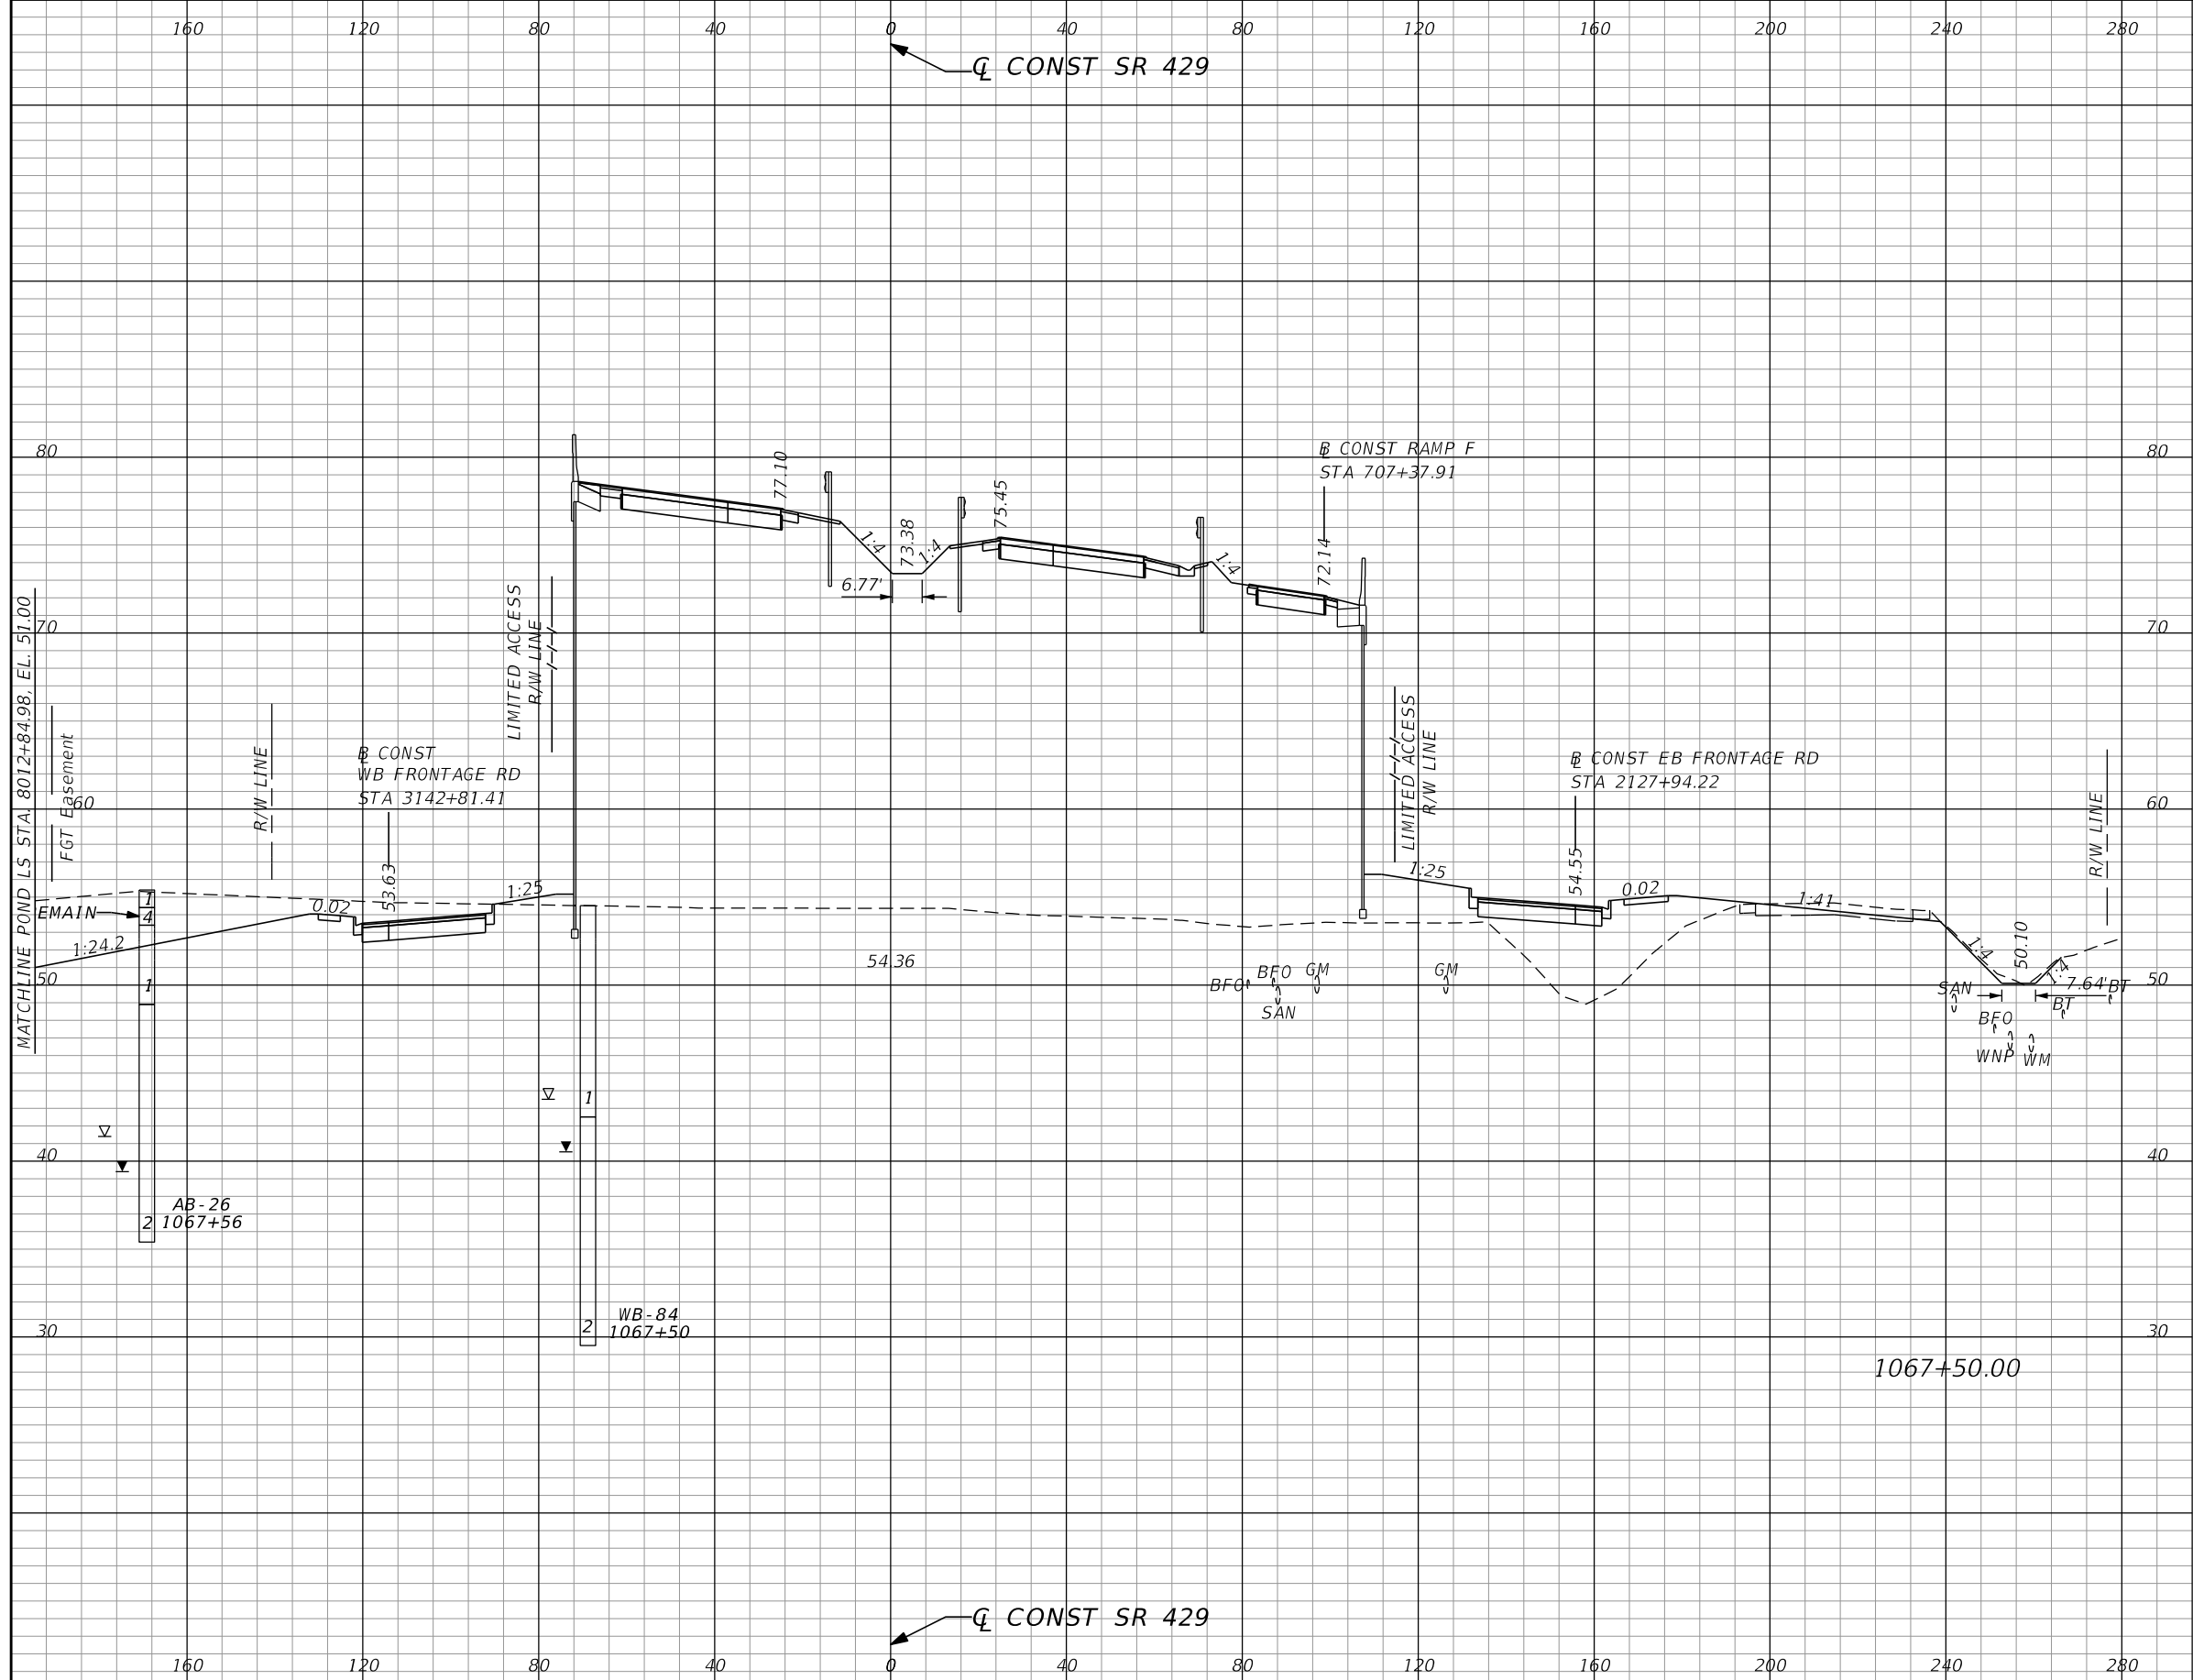 160 120 80 40 0 40 80 120 160 200 240 280
℄ CONST SR 429
80 80
77.10
75.45
73.38
1:4
1:4
6.77'
1:4
72.14
℄ CONST RAMP F
STA 707+37.91
70 70
MATCHLINE POND LS STA. 8012+84.98, EL. 51.00
FGT Easement
R/W LINE
LIMITED ACCESS
R/W LINE
LIMITED ACCESS
R/W LINE
R/W LINE
60 60
B CONST
WB FRONTAGE RD
STA 3142+81.41
53.63
B CONST EB FRONTAGE RD
STA 2127+94.22
54.55
1
EMAIN
4
1:24.2
0.02
1:25
1:25
0.02
1:41
1:4
50.10
1:4
7.64'
54.36
50 50
1
BFO
BFO
SAN
GM
GM
SAN
BFO
WNP
WM
BT
BT
1
40 40
AB-26
2 1067+56
30 30
WB-84
2 1067+50
1067+50.00
℄ CONST SR 429
160 120 80 40 0 40 80 120 160 200 240 280